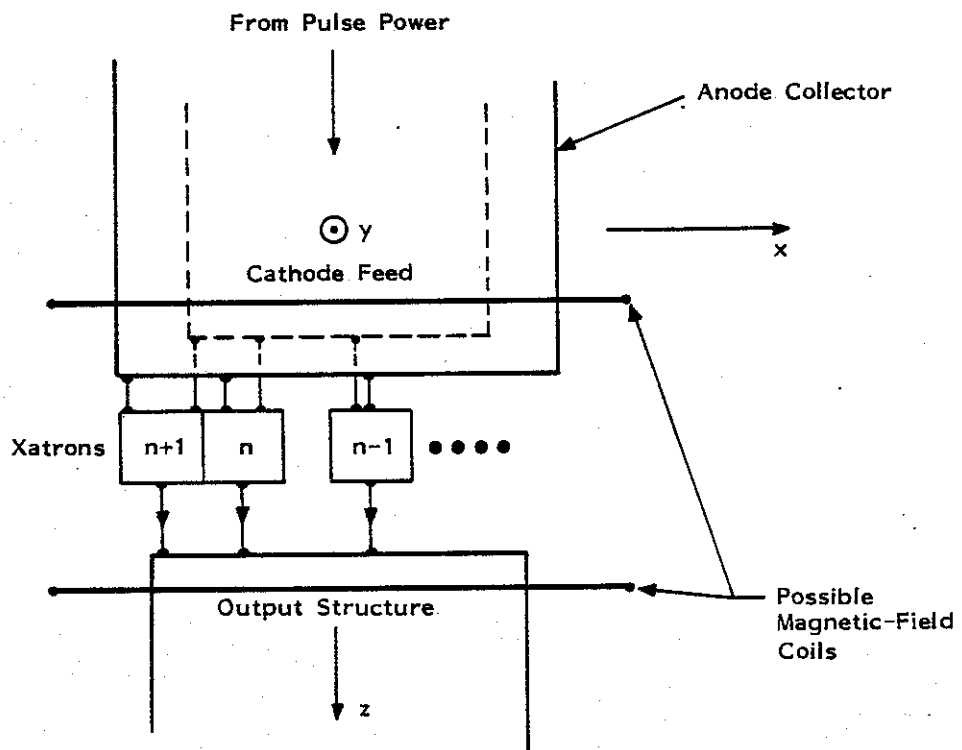 From Pulse Power
Anode Collector
y
x
Cathode Feed
Xatrons
n+1
n
n-1
Output Structure
Possible
Magnetic-Field
Coils
z